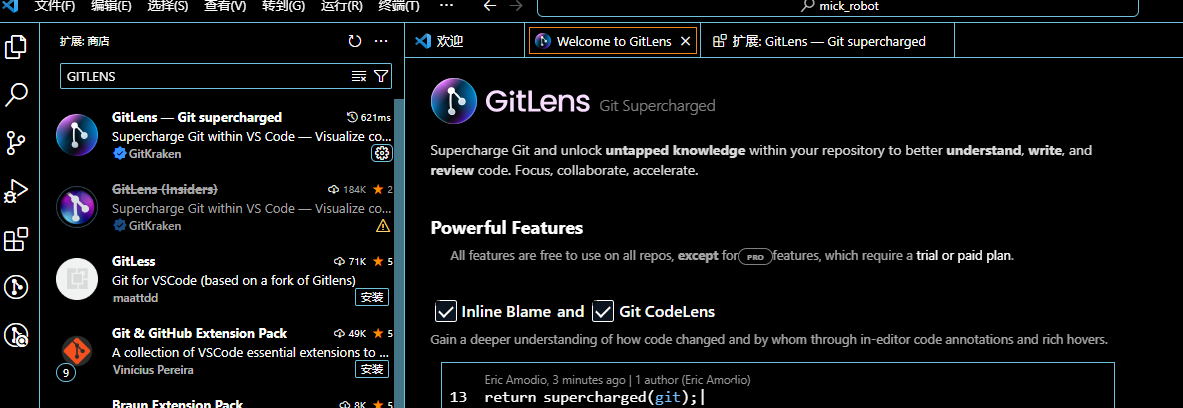 文件(F) 编辑(E) 选择(S) 查看(V) 转到(G) 运行(R) 终端(T) ··· mick_robot
扩展: 商店 ···
GITLENS
GitLens — Git supercharged 621ms
Supercharge Git within VS Code — Visualize co...
GitKraken
GitLens (Insiders) 184K 2
Supercharge Git within VS Code — Visualize co...
GitKraken
GitLess 71K 5
Git for VSCode (based on a fork of Gitlens)
maattdd 安装
Git & GitHub Extension Pack 49K 5
A collection of VSCode essential extensions to ...
9 Vinícius Pereira 安装
Braun Extension Pack 8K 5
欢迎 Welcome to GitLens 扩展: GitLens — Git supercharged
GitLens Git Supercharged
Supercharge Git and unlock untapped knowledge within your repository to better understand, write, and
review code. Focus, collaborate, accelerate.
Powerful Features
All features are free to use on all repos, except for PRO features, which require a trial or paid plan.
Inline Blame and Git CodeLens
Gain a deeper understanding of how code changed and by whom through in-editor code annotations and rich hovers.
Eric Amodio, 3 minutes ago | 1 author (Eric Amodio)
13 return supercharged(git);